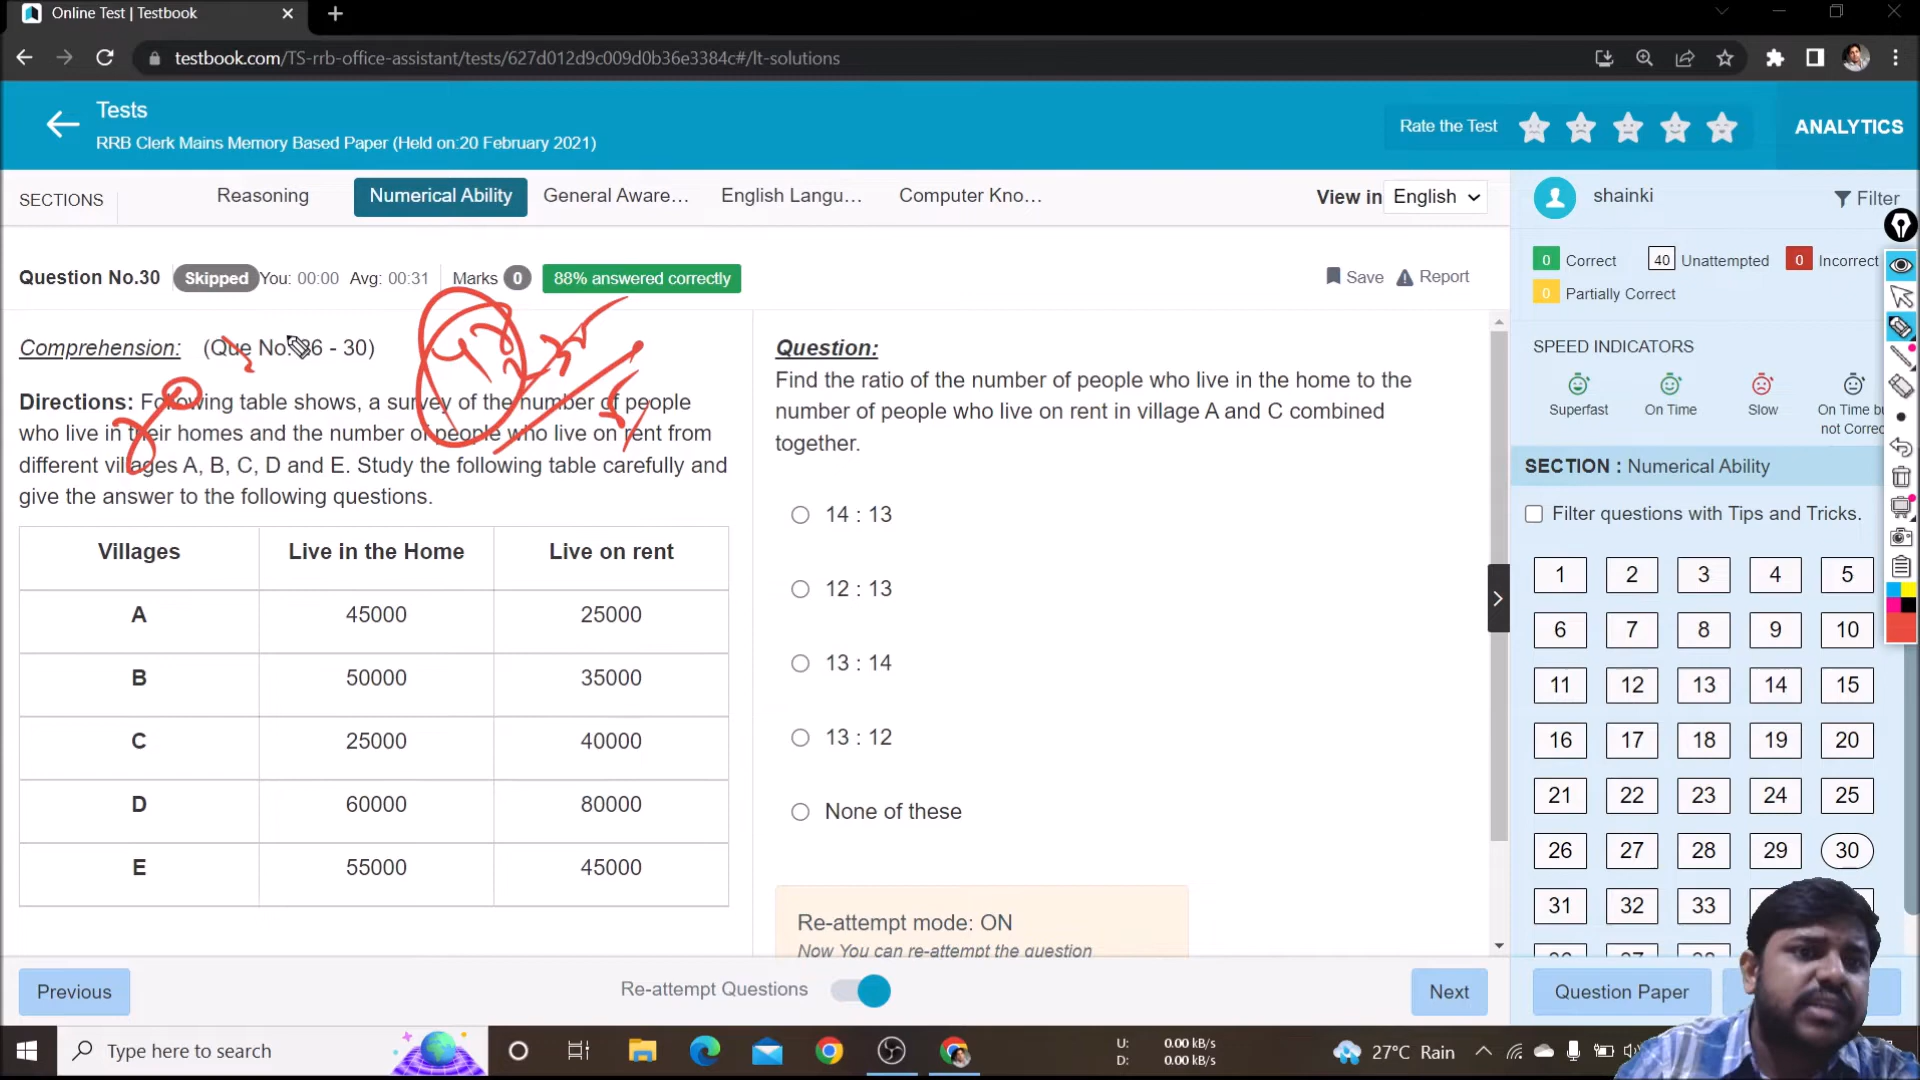 Online Test | Testbook
testbook.com/TS-rrb-office-assistant/tests/627d012d9c009d0b36e3384c#/lt-solutions
Tests
RRB Clerk Mains Memory Based Paper (Held on:20 February 2021)
Rate the Test
ANALYTICS
SECTIONS
Reasoning
Numerical Ability
General Aware...
English Langu...
Computer Kno...
View in
English
shainki
Filter
Question No.30
Skipped
You: 00:00
Avg: 00:31
Marks 0
88% answered correctly
Save
Report
0 Correct
40 Unattempted
0 Incorrect
0 Partially Correct
Comprehension:
(Que No. 26 - 30)
Directions: Following table shows, a survey of the number of people
who live in their homes and the number of people who live on rent from
different villages A, B, C, D and E. Study the following table carefully and
give the answer to the following questions.
Villages Live in the Home Live on rent
A 45000 25000
B 50000 35000
C 25000 40000
D 60000 80000
E 55000 45000
Question:
Find the ratio of the number of people who live in the home to the
number of people who live on rent in village A and C combined
together.
14 : 13
12 : 13
13 : 14
13 : 12
None of these
Re-attempt mode: ON
Now You can re-attempt the question
SPEED INDICATORS
Superfast
On Time
Slow
On Time bu
not Correc
SECTION : Numerical Ability
Filter questions with Tips and Tricks.
1 2 3 4 5
6 7 8 9 10
11 12 13 14 15
16 17 18 19 20
21 22 23 24 25
26 27 28 29 30
31 32 33
Previous
Re-attempt Questions
Next
Question Paper
Type here to search
U: 0.00 kB/s
D: 0.00 kB/s
27°C Rain